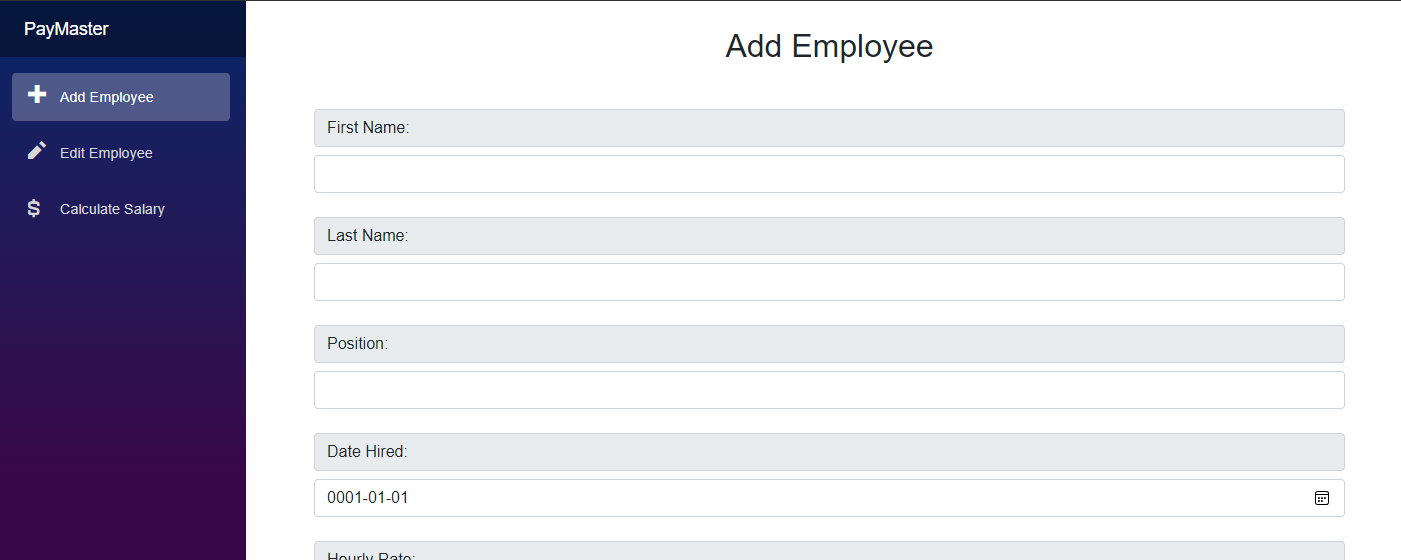 PayMaster
Add Employee
Edit Employee
Calculate Salary
Add Employee
First Name:
Last Name:
Position:
Date Hired:
0001-01-01
Hourly Rate: